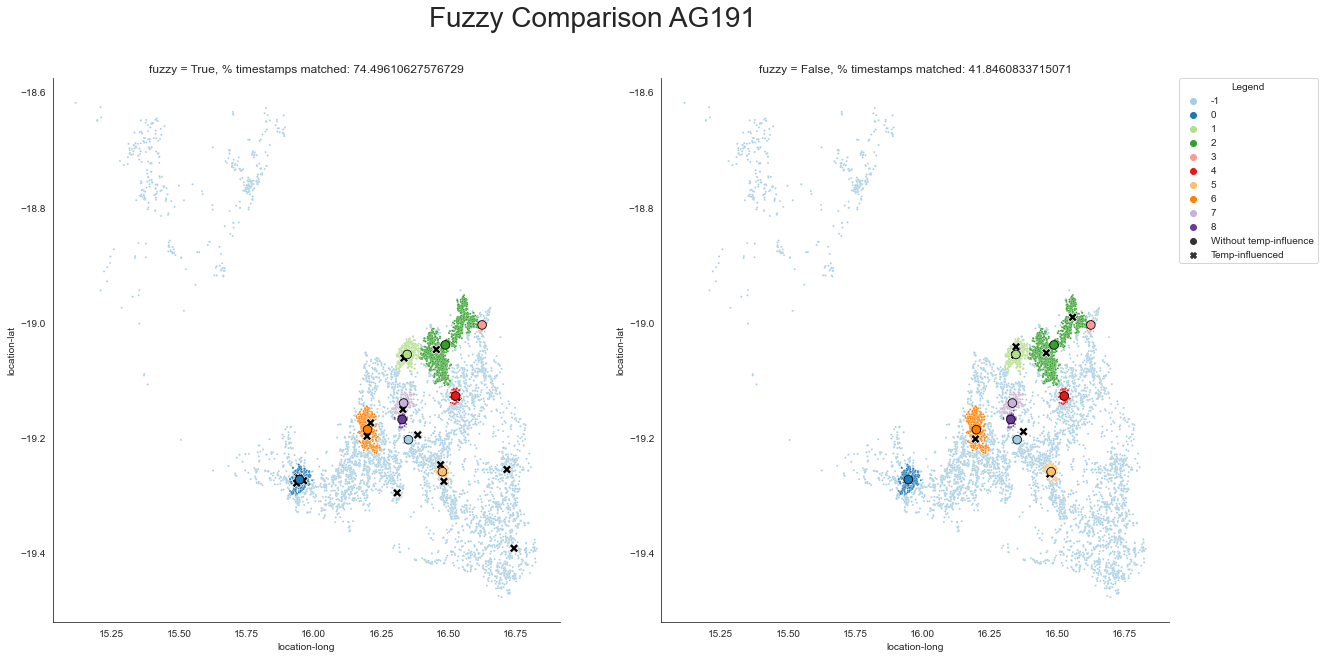 Fuzzy Comparison AG191
fuzzy = True, % timestamps matched: 74.49610627576729
−18.6
−18.8
−19.0
−19.2
−19.4
location-lat
15.25 15.50 15.75 16.00 16.25 16.50 16.75
location-long
fuzzy = False, % timestamps matched: 41.8460833715071
−18.6
−18.8
−19.0
−19.2
−19.4
location-lat
15.25 15.50 15.75 16.00 16.25 16.50 16.75
location-long
Legend
-1
0
1
2
3
4
5
6
7
8
Without temp-influence
Temp-influenced